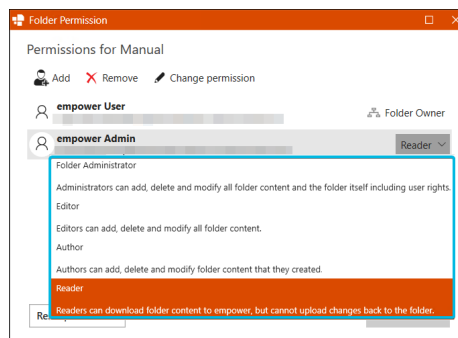 Folder Permission
Permissions for Manual
Add Remove Change permission
empower User
Folder Owner
empower Admin
Reader
Folder Administrator
Administrators can add, delete and modify all folder content and the folder itself including user rights.
Editor
Editors can add, delete and modify all folder content.
Author
Authors can add, delete and modify folder content that they created.
Reader
Readers can download folder content to empower, but cannot upload changes back to the folder.